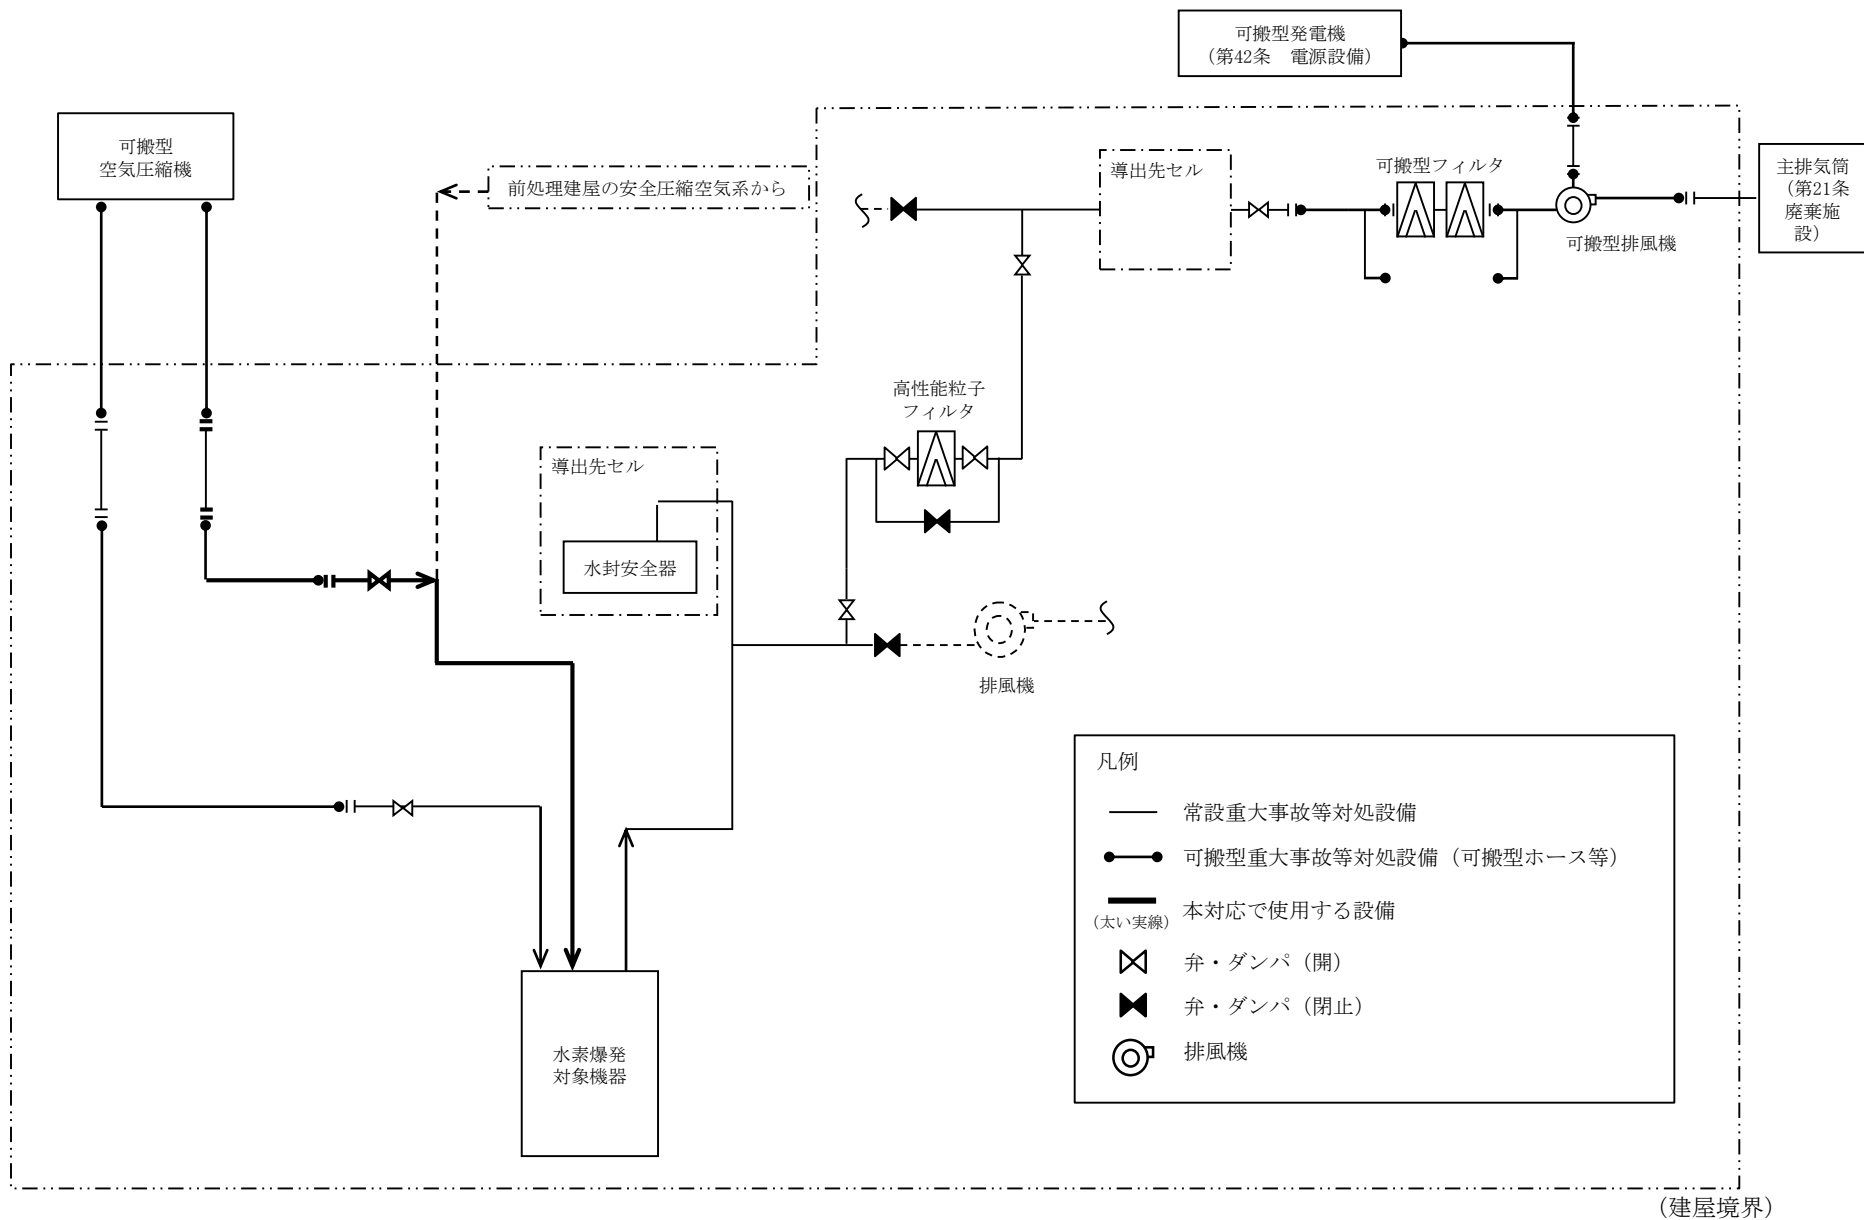 可搬型発電機
（第42条　電源設備）
可搬型
空気圧縮機
前処理建屋の安全圧縮空気系から
導出先セル
可搬型フィルタ
主排気筒
（第21条
廃棄施
設）
可搬型排風機
高性能粒子
フィルタ
導出先セル
水封安全器
排風機
凡例
常設重大事故等対処設備
可搬型重大事故等対処設備（可搬型ホース等）
本対応で使用する設備
（太い実線）
弁・ダンパ（開）
弁・ダンパ（閉止）
排風機
水素爆発
対象機器
（建屋境界）